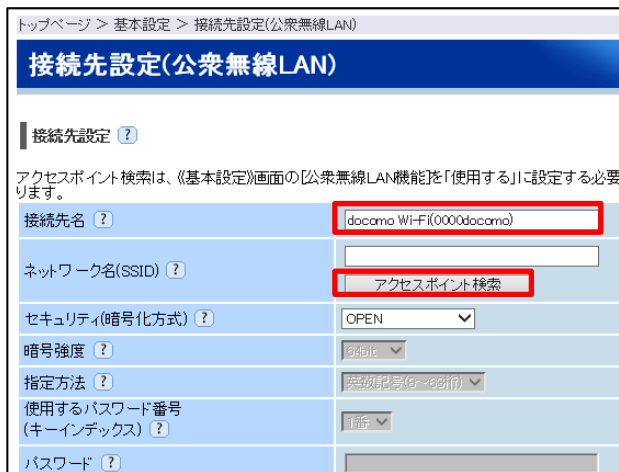 トップページ > 基本設定 > 接続先設定(公衆無線LAN)
接続先設定(公衆無線LAN)
接続先設定 ?
アクセスポイント検索は、《基本設定》画面の[公衆無線LAN機能]を「使用する」に設定する必要
ります。
接続先名 ?
docomo Wi-Fi(0000docomo)
ネットワーク名(SSID) ?
アクセスポイント検索
セキュリティ(暗号化方式) ?
OPEN
暗号強度 ?
64bit
指定方法 ?
英数記号(8~63桁)
使用するパスワード番号
(キーインデックス) ?
1番
パスワード ?